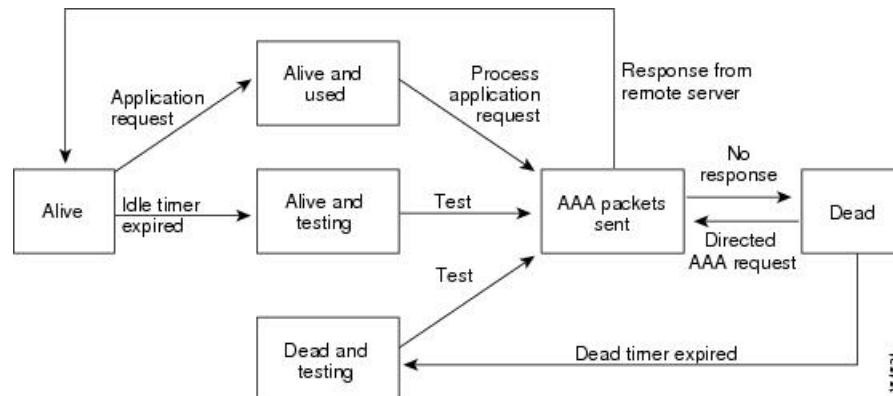 Alive and
used
Process
application
request
Response from
remote server
Application
request
No
response
Alive
Idle timer
expired
Alive and
testing
Test
AAA packets
sent
Dead
Directed
AAA request
Test
Dead and
testing
Dead timer expired